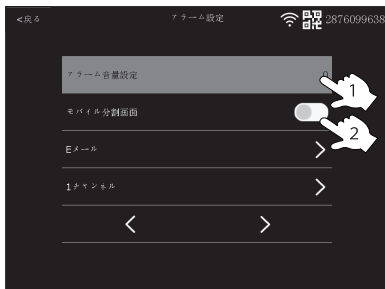 <戻る アラーム設定 2876099638
アラーム音量設定 0
1
モバイル分割画面
2
Eメール >
1チャンネル >
< >